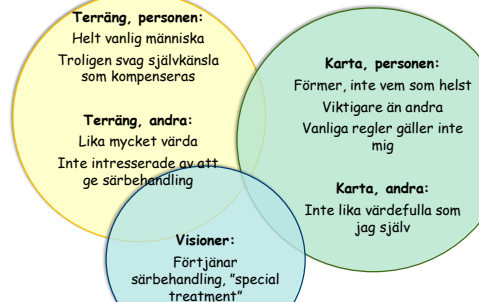 Terräng, personen:
Helt vanlig människa
Troligen svag självkänsla
som kompenseras
Terräng, andra:
Lika mycket värda
Inte intresserade av att
ge särbehandling
Karta, personen:
Förmer, inte vem som helst
Viktigare än andra
Vanliga regler gäller inte
mig
Karta, andra:
Inte lika värdefulla som
jag själv
Visioner:
Förtjänar
särbehandling, ”special
treatment”